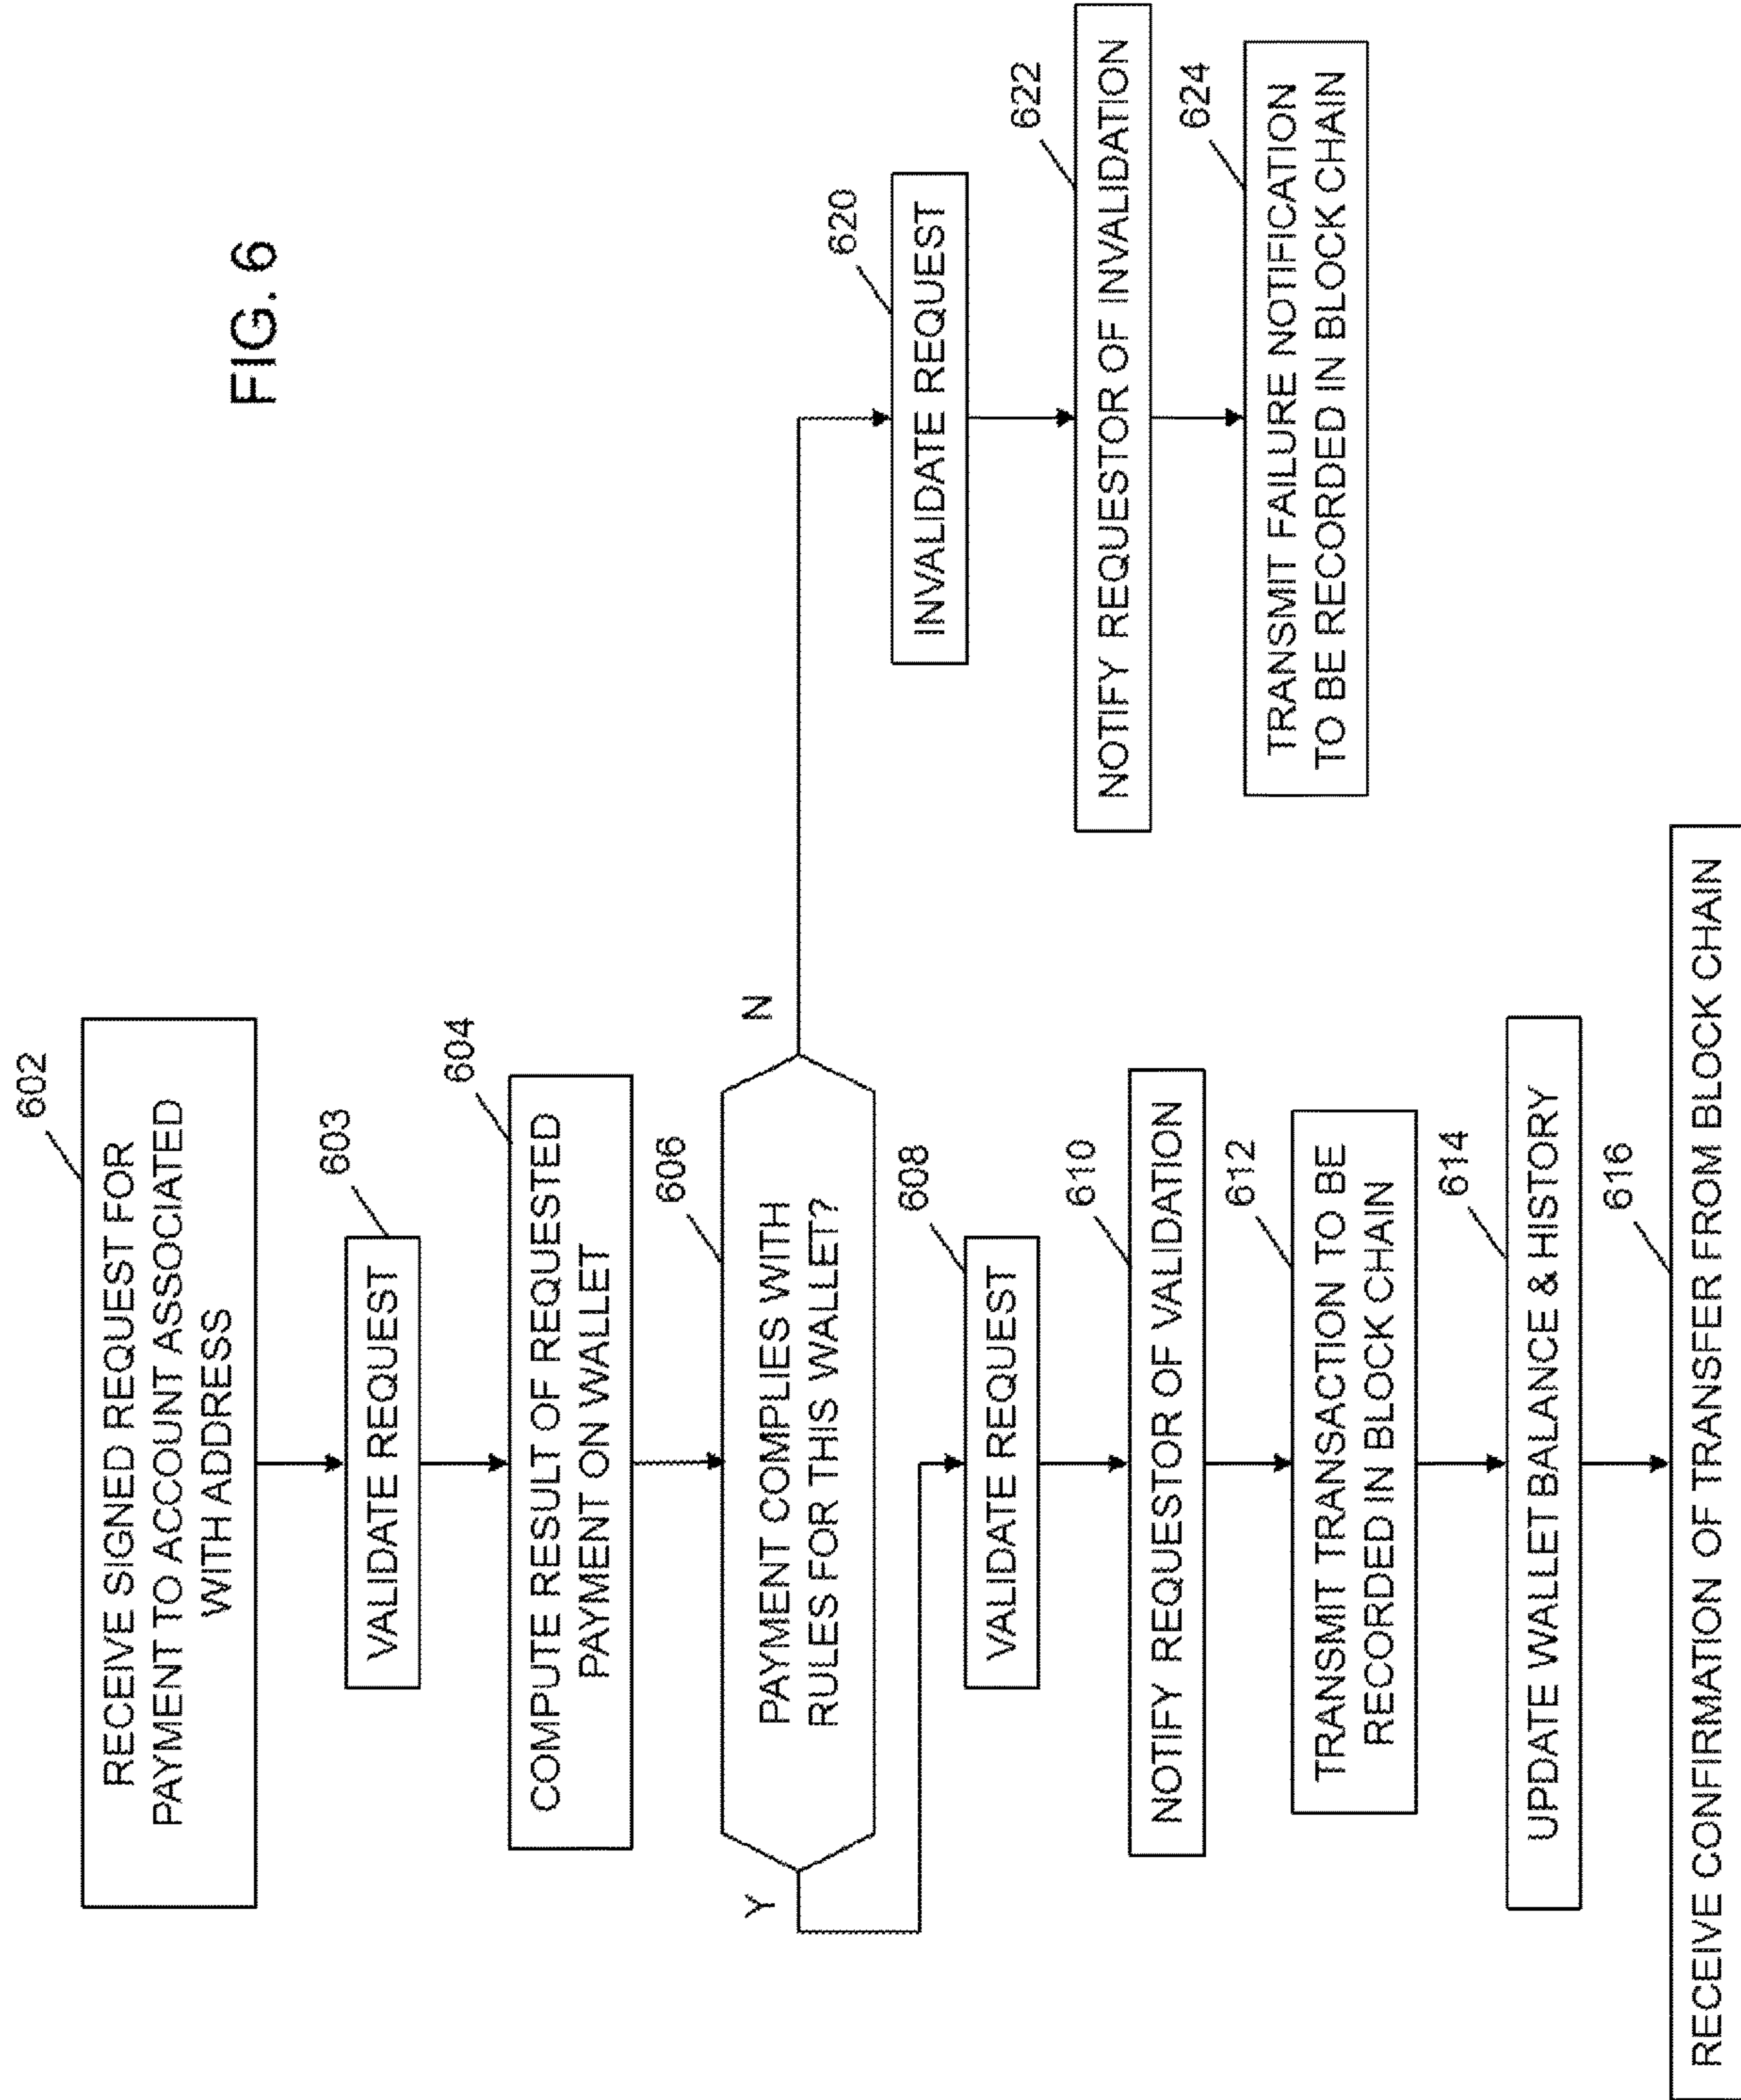 FIG. 6
602
RECEIVE SIGNED REQUEST FOR
PAYMENT TO ACCOUNT ASSOCIATED
WITH ADDRESS
603
VALIDATE REQUEST
604
COMPUTE RESULT OF REQUESTED
PAYMENT ON WALLET
606
PAYMENT COMPLIES WITH
RULES FOR THIS WALLET?
Y
N
608
VALIDATE REQUEST
610
NOTIFY REQUESTOR OF VALIDATION
612
TRANSMIT TRANSACTION TO BE
RECORDED IN BLOCK CHAIN
614
UPDATE WALLET BALANCE & HISTORY
616
RECEIVE CONFIRMATION OF TRANSFER FROM BLOCK CHAIN
620
INVALIDATE REQUEST
622
NOTIFY REQUESTOR OF INVALIDATION
624
TRANSMIT FAILURE NOTIFICATION
TO BE RECORDED IN BLOCK CHAIN